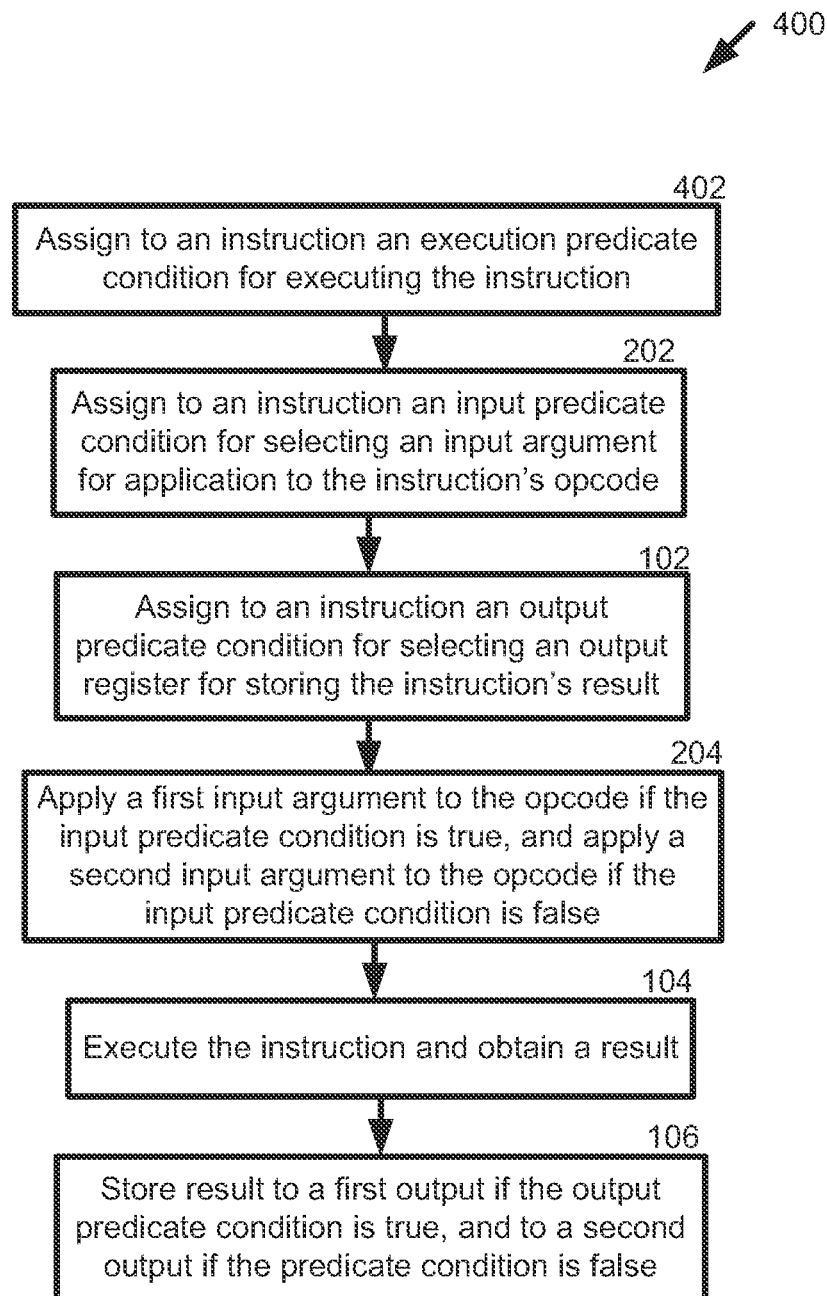 400
402
Assign to an instruction an execution predicate
condition for executing the instruction
202
Assign to an instruction an input predicate
condition for selecting an input argument
for application to the instruction's opcode
102
Assign to an instruction an output
predicate condition for selecting an output
register for storing the instruction's result
204
Apply a first input argument to the opcode if the
input predicate condition is true, and apply a
second input argument to the opcode if the
input predicate condition is false
104
Execute the instruction and obtain a result
106
Store result to a first output if the output
predicate condition is true, and to a second
output if the predicate condition is false